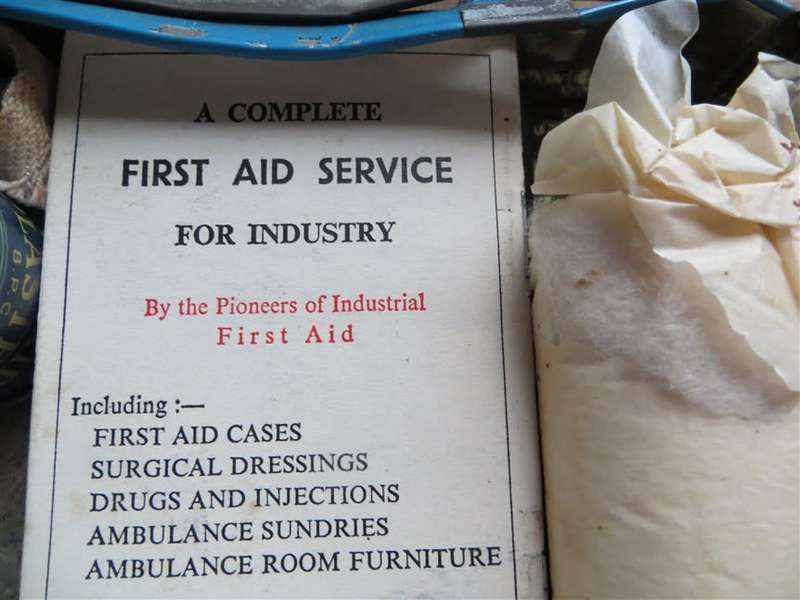 A COMPLETE
FIRST AID SERVICE
FOR INDUSTRY
By the Pioneers of Industrial
First Aid
Including :—
FIRST AID CASES
SURGICAL DRESSINGS
DRUGS AND INJECTIONS
AMBULANCE SUNDRIES
AMBULANCE ROOM FURNITURE
B.P.C